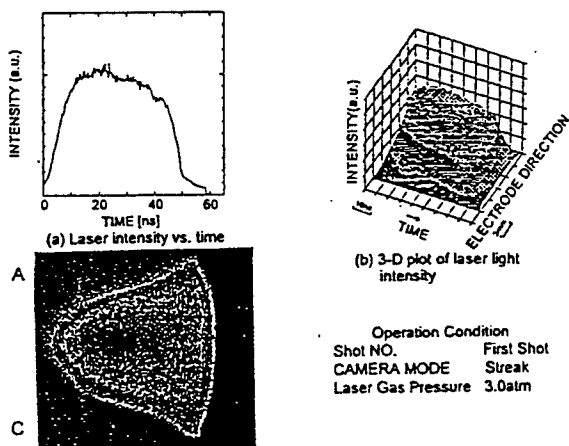 INTENSITY (a.u.)
0 20 40 60
TIME [ns]
(a) Laser intensity vs. time
INTENSITY(a.u.)
TIME
ELECTRODE DIRECTION
(b) 3-D plot of laser light
intensity
A
C
Operation Condition
Shot NO. First Shot
CAMERA MODE Streak
Laser Gas Pressure 3.0atm